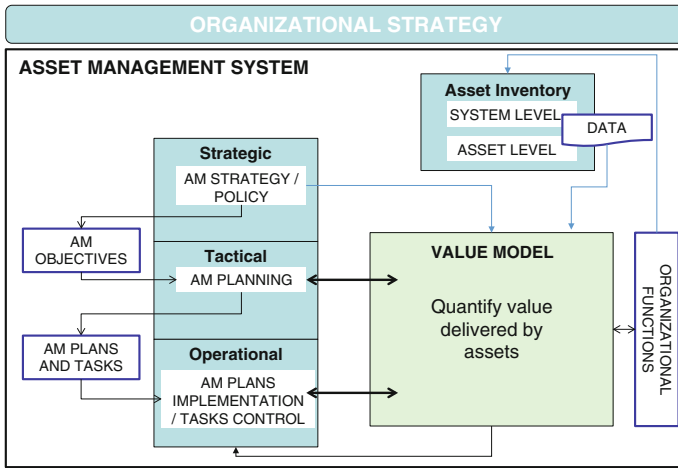 ORGANIZATIONAL STRATEGY
ASSET MANAGEMENT SYSTEM
Asset Inventory
SYSTEM LEVEL
DATA
ASSET LEVEL
Strategic
AM STRATEGY /
POLICY
AM
OBJECTIVES
Tactical
AM PLANNING
VALUE MODEL
Quantify value
delivered by
assets
ORGANIZATIONAL
FUNCTIONS
AM PLANS
AND TASKS
Operational
AM PLANS
IMPLEMENTATION
/ TASKS CONTROL